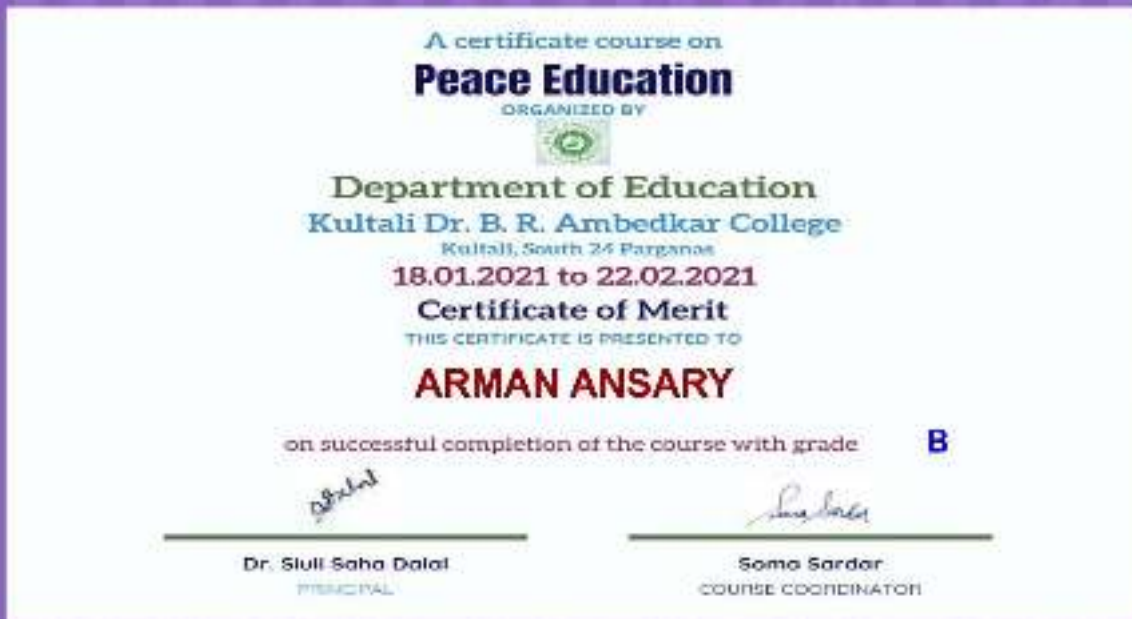 A certificate course on
Peace Education
ORGANIZED BY
Department of Education
Kultali Dr. B. R. Ambedkar College
Kultali, South 24 Parganas
18.01.2021 to 22.02.2021
Certificate of Merit
THIS CERTIFICATE IS PRESENTED TO
ARMAN ANSARY
on successful completion of the course with grade B
Soma Sardar
Dr. Siuli Saha Dalal
Soma Sardar
PRINCIPAL
COURSE COORDINATOR